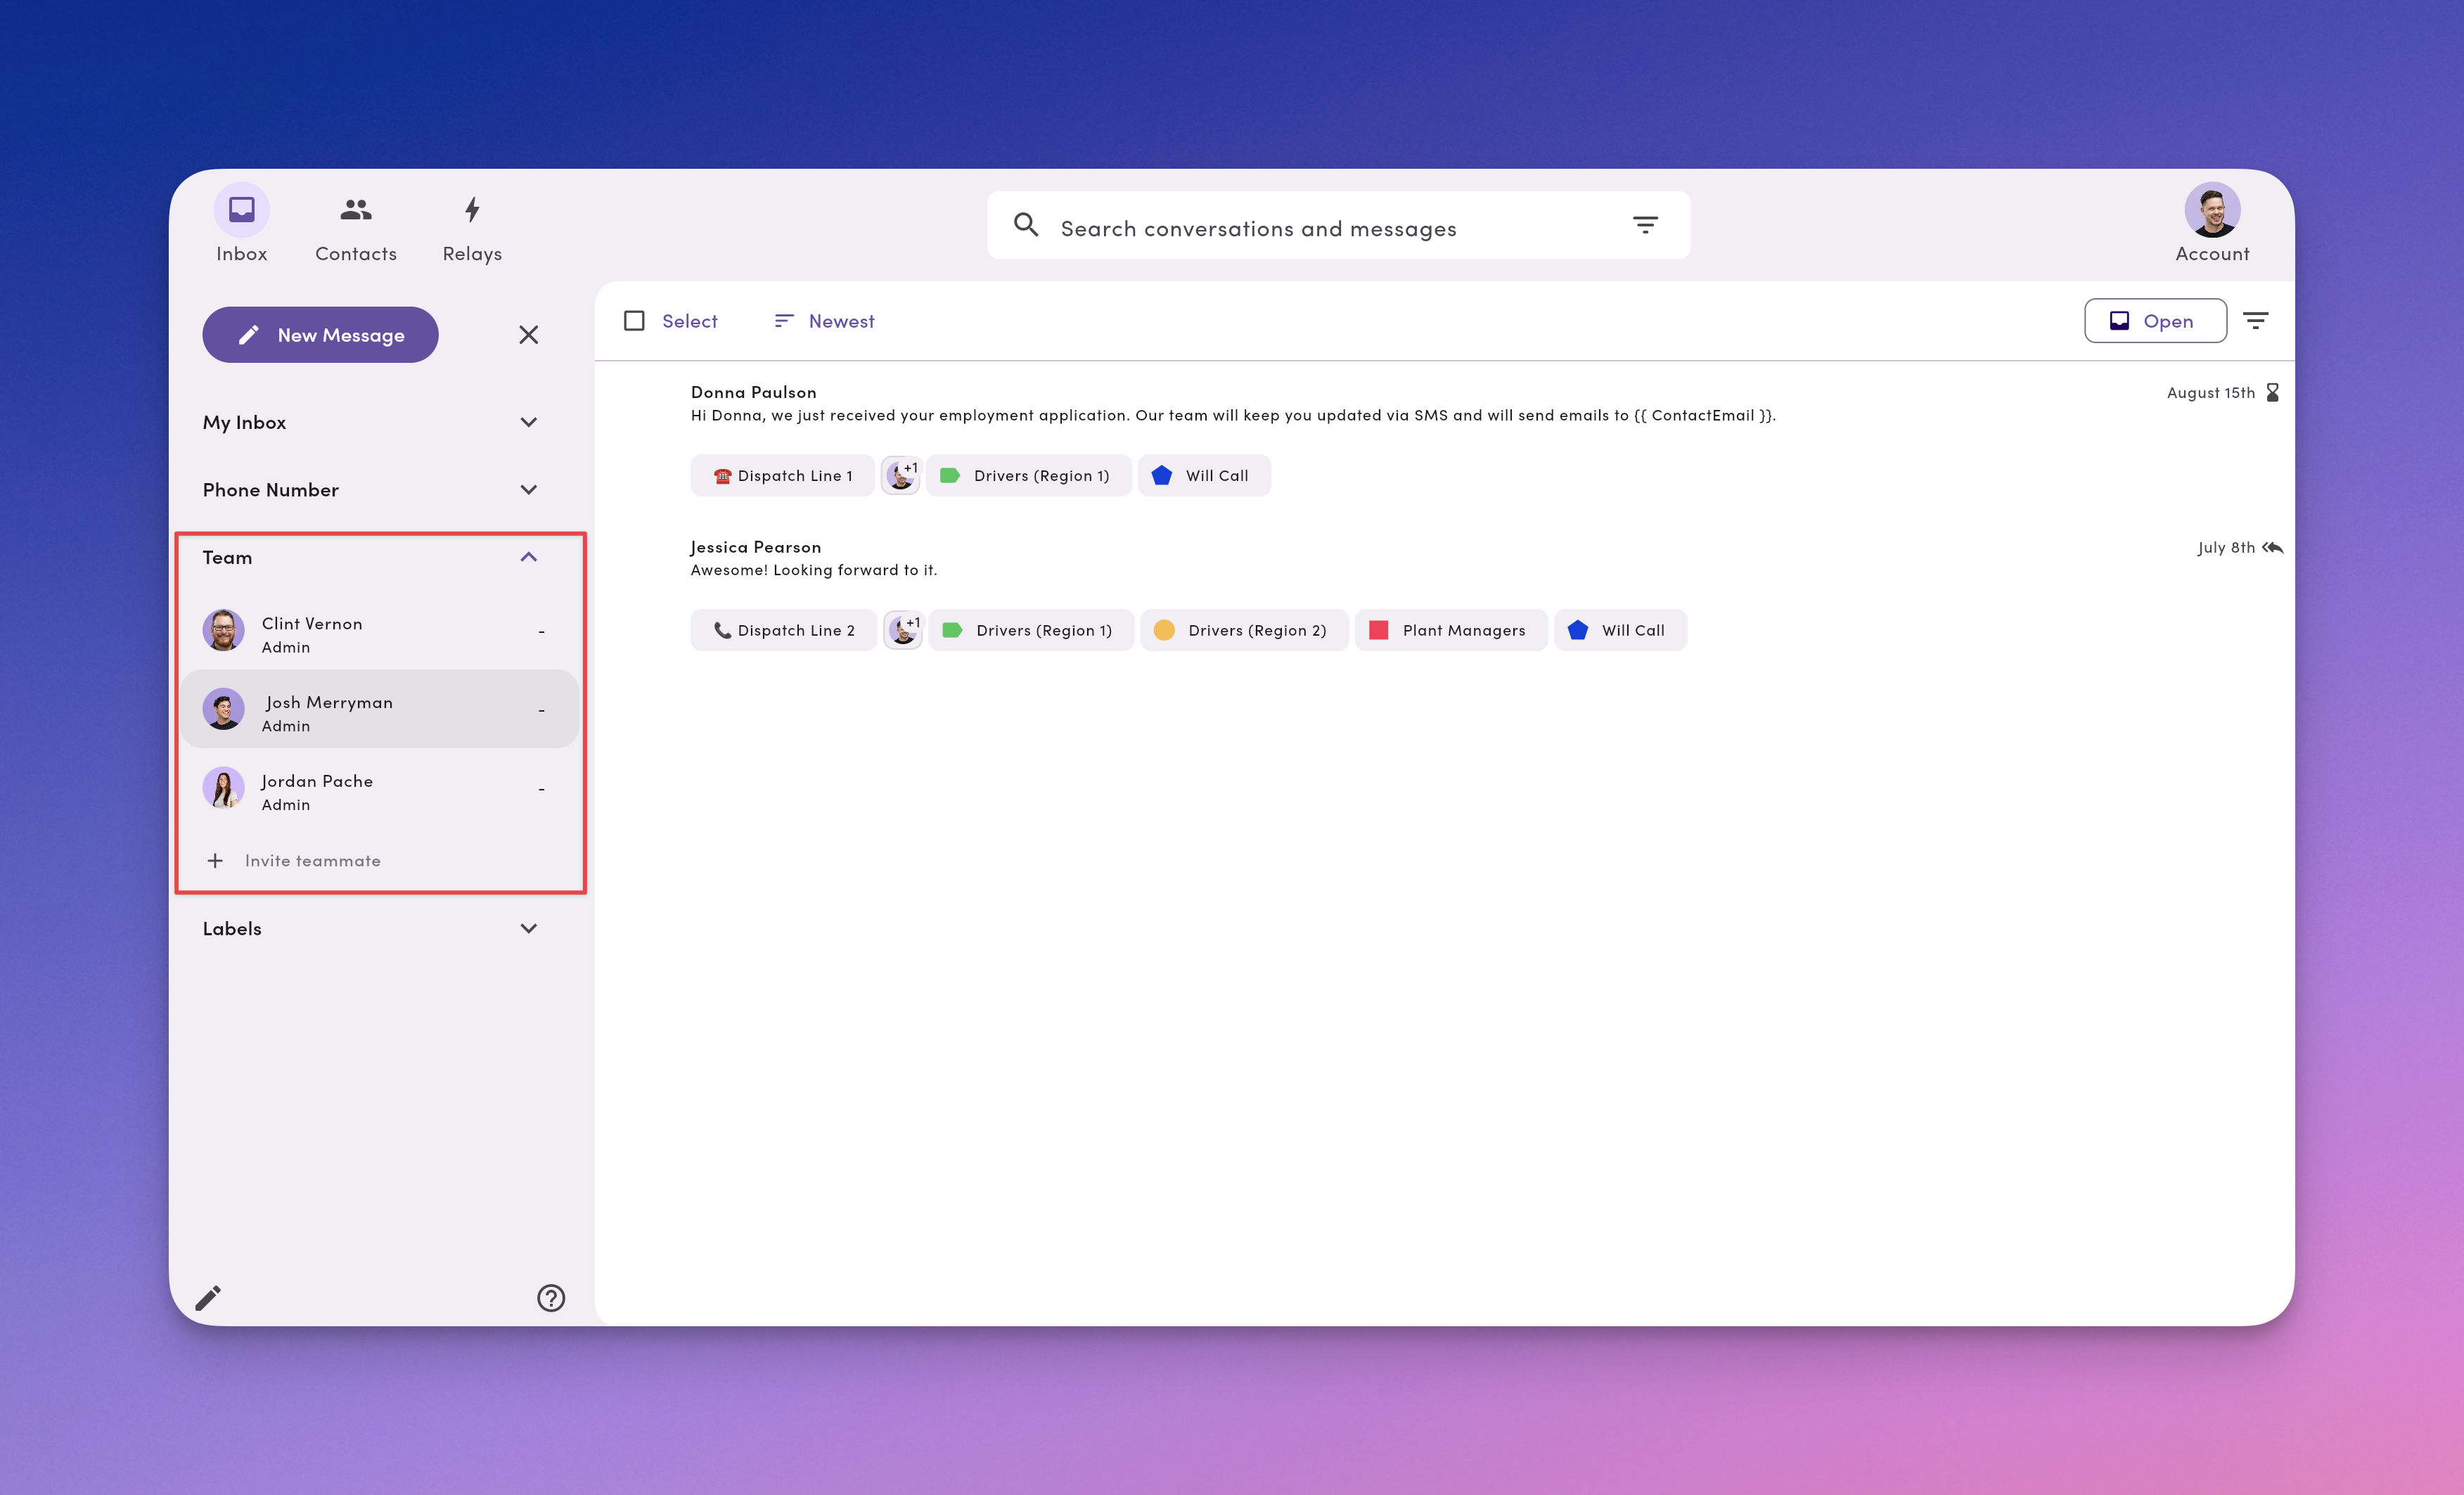 Inbox
Contacts
Relays
Search conversations and messages
Account
New Message
Select
Newest
Open
My Inbox
Phone Number
Team
Clint Vernon
Admin
-
Josh Merryman
Admin
-
Jordan Pache
Admin
-
Invite teammate
Labels
Donna Paulson
August 15th
Hi Donna, we just received your employment application. Our team will keep you updated via SMS and will send emails to {{ ContactEmail }}.
Dispatch Line 1
+1
Drivers (Region 1)
Will Call
Jessica Pearson
July 8th
Awesome! Looking forward to it.
Dispatch Line 2
+1
Drivers (Region 1)
Drivers (Region 2)
Plant Managers
Will Call